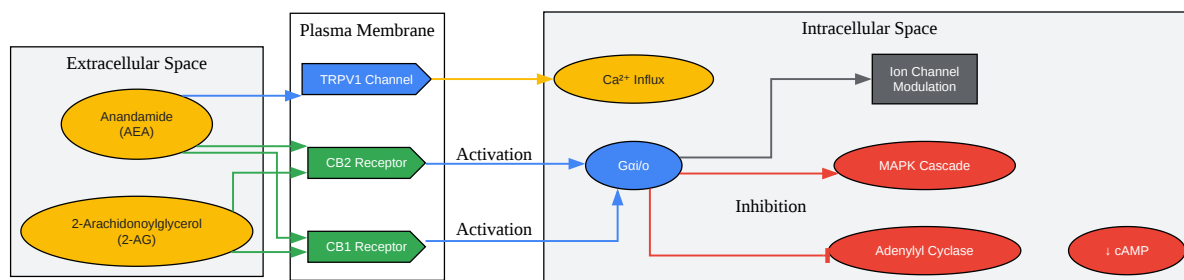 Extracellular Space
Plasma Membrane
Intracellular Space
Anandamide
(AEA)
2-Arachidonoylglycerol
(2-AG)
TRPV1 Channel
CB2 Receptor
CB1 Receptor
Activation
Activation
Ca²⁺ Influx
Gαi/o
Ion Channel
Modulation
MAPK Cascade
Inhibition
Adenylyl Cyclase
↓ cAMP